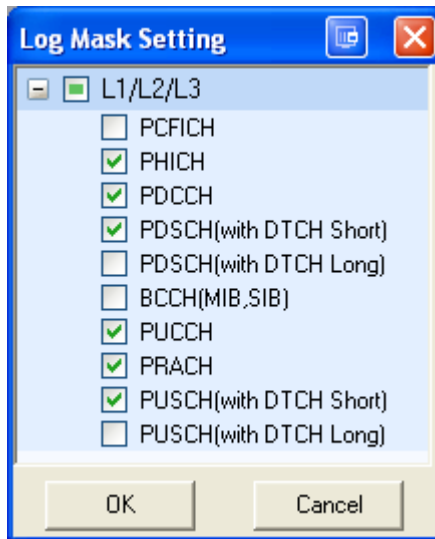 Log Mask Setting
L1/L2/L3
PCFICH
PHICH
PDCCH
PDSCH(with DTCH Short)
PDSCH(with DTCH Long)
BCCH(MIB,SIB)
PUCCH
PRACH
PUSCH(with DTCH Short)
PUSCH(with DTCH Long)
OK Cancel